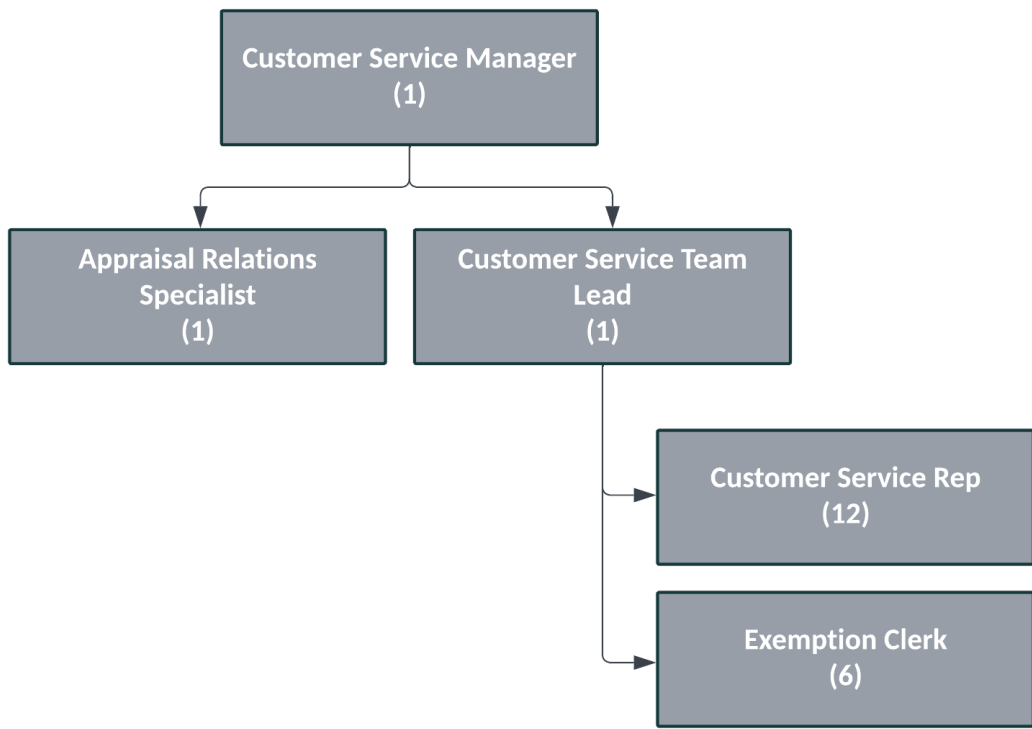 Customer Service Manager
(1)
Appraisal Relations
Specialist
(1)
Customer Service Team
Lead
(1)
Customer Service Rep
(12)
Exemption Clerk
(6)